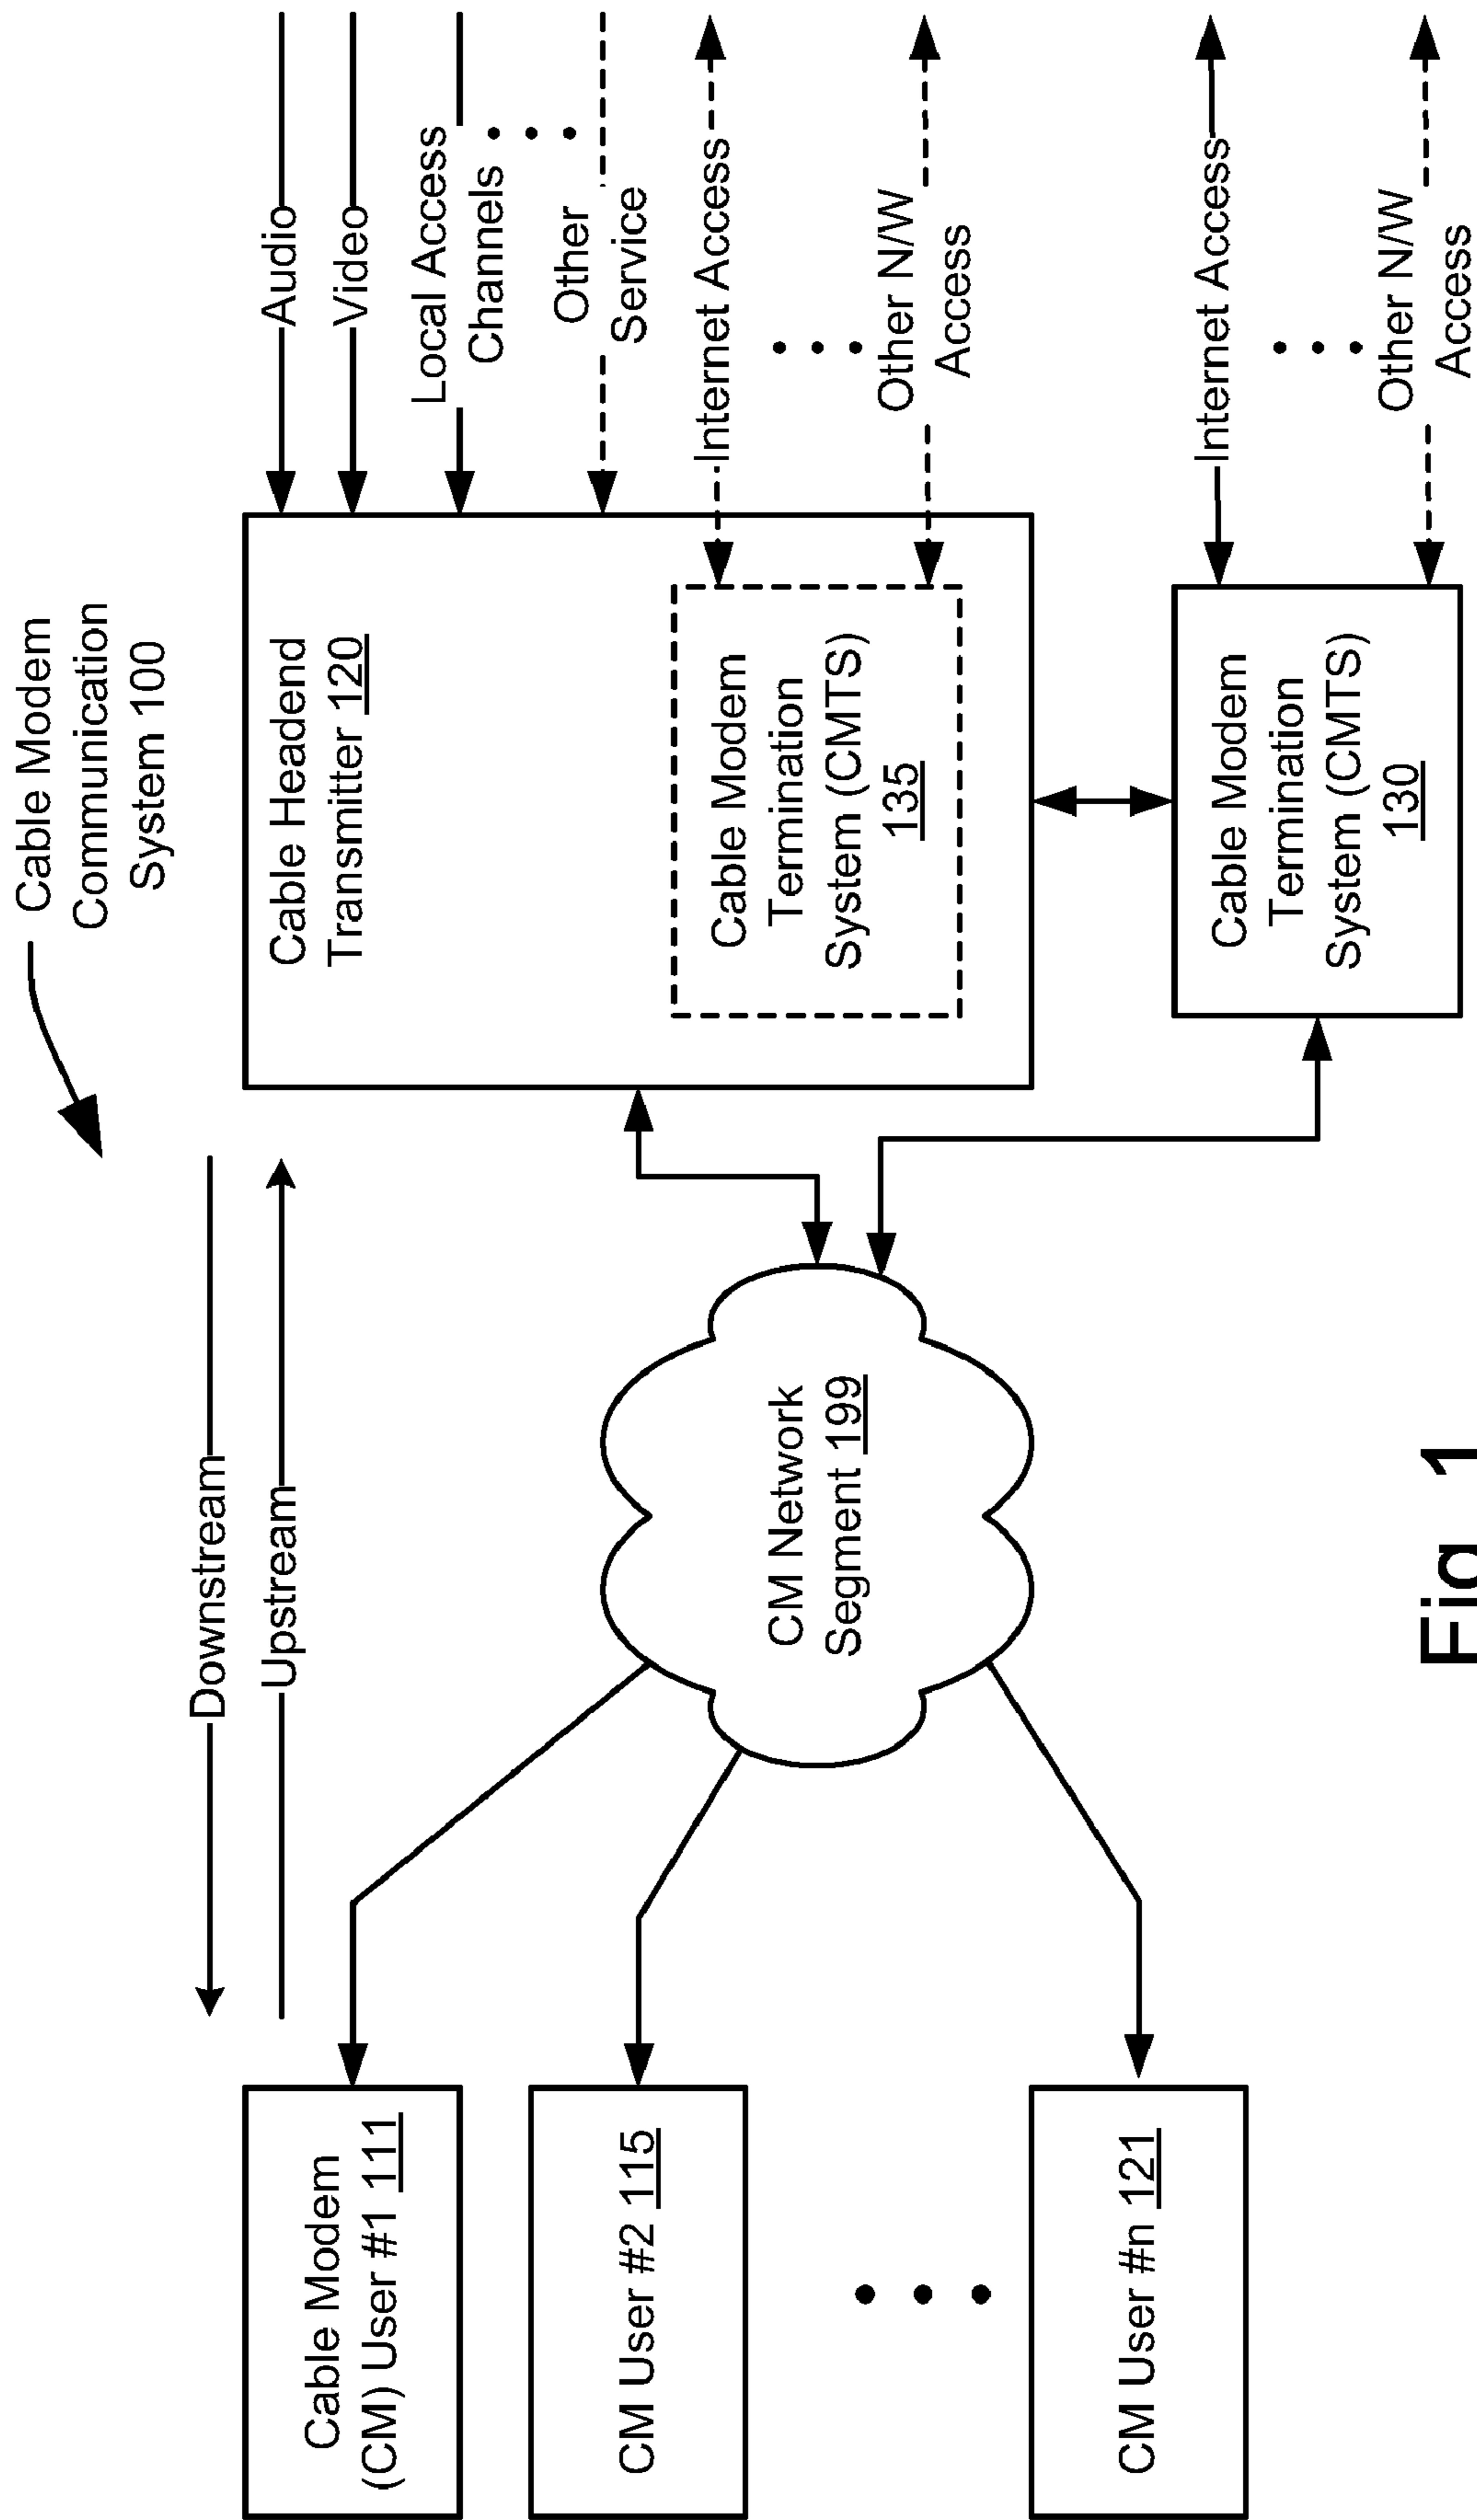 Cable Modem
Communication
System 100
Downstream
Upstream
Cable Modem
(CM) User #1 111
CM User #2 115
CM User #n 121
CM Network
Segment 199
Cable Headend
Transmitter 120
Cable Modem
Termination
System (CMTS)
135
Cable Modem
Termination
System (CMTS)
130
Audio
Video
Local Access
Channels
Other
Service
Internet Access
Other N/W
Access
Internet Access
Other N/W
Access
Fig. 1